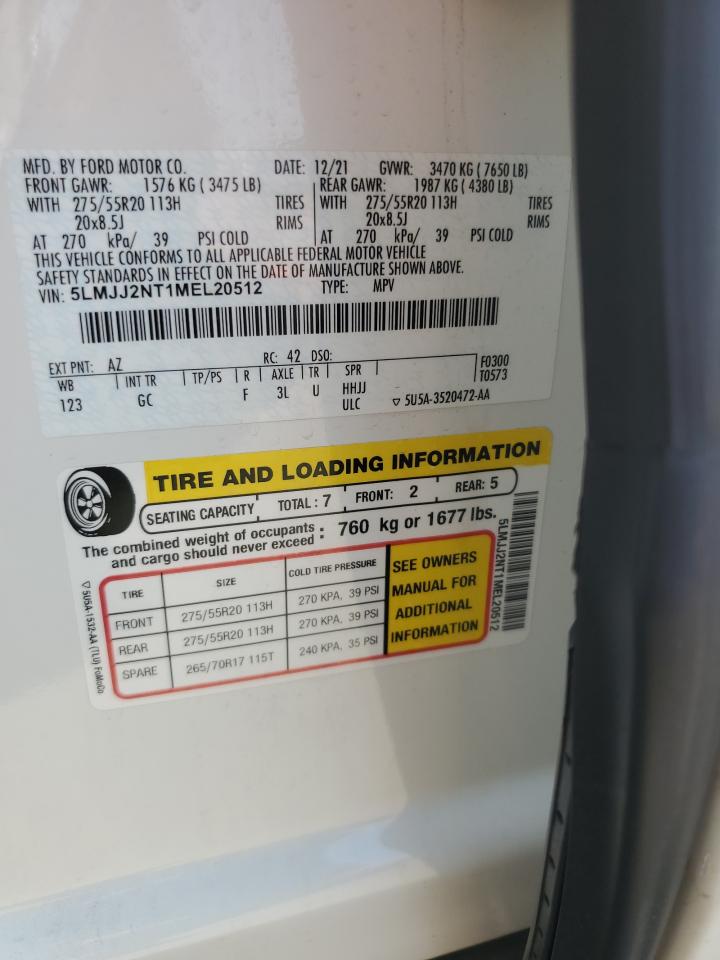 MFD. BY FORD MOTOR CO. DATE: 12/21 GVWR: 3470 KG ( 7650 LB)
FRONT GAWR: 1576 KG ( 3475 LB) REAR GAWR: 1987 KG ( 4380 LB)
WITH 275/55R20 113H TIRES WITH 275/55R20 113H TIRES
20x8.5J RIMS 20x8.5J RIMS
AT 270 kPa/ 39 PSI COLD AT 270 kPa/ 39 PSI COLD
THIS VEHICLE CONFORMS TO ALL APPLICABLE FEDERAL MOTOR VEHICLE
SAFETY STANDARDS IN EFFECT ON THE DATE OF MANUFACTURE SHOWN ABOVE.
VIN: 5LMJJ2NT1MEL20512 TYPE: MPV
EXT PNT: AZ RC: 42 DSO: F0300
WB INT TR TP/PS R AXLE TR SPR T0573
123 GC F 3L U HHJJ
ULC ▽ 5U5A-3520472-AA
TIRE AND LOADING INFORMATION
SEATING CAPACITY TOTAL : 7 FRONT: 2 REAR: 5
The combined weight of occupants and cargo should never exceed : 760 kg or 1677 lbs.
TIRE SIZE COLD TIRE PRESSURE
FRONT 275/55R20 113H 270 KPA, 39 PSI
REAR 275/55R20 113H 270 KPA, 39 PSI
SPARE 265/70R17 115T 240 KPA, 35 PSI
SEE OWNERS
MANUAL FOR
ADDITIONAL
INFORMATION
5LMJJ2NT1MEL20512
▽ 5U5A-1532-AA (TLU) FoMoCo